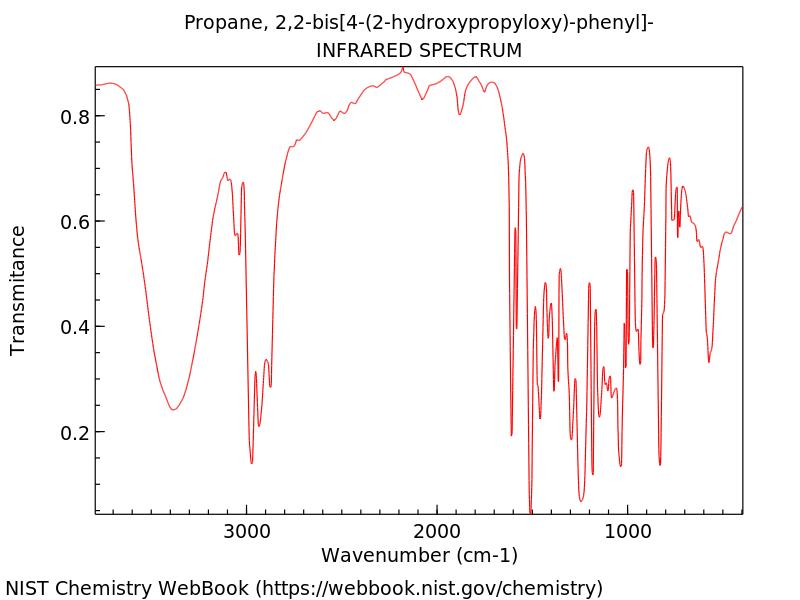 Propane, 2,2-bis[4-(2-hydroxypropyloxy)-phenyl]-
INFRARED SPECTRUM
0.8
0.6
0.4
0.2
Transmitance
3000 2000 1000
Wavenumber (cm-1)
NIST Chemistry WebBook (https://webbook.nist.gov/chemistry)